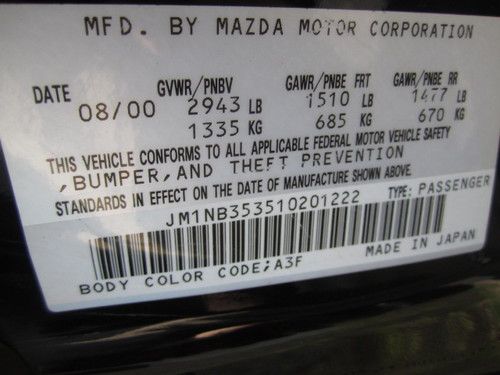 MFD. BY MAZDA MOTOR CORPORATION
DATE GVWR/PNBV GAWR/PNBE FRT GAWR/PNBE RR
08/00 2943 LB 1510 LB 1477 LB
1335 KG 685 KG 670 KG
THIS VEHICLE CONFORMS TO ALL APPLICABLE FEDERAL MOTOR VEHICLE SAFETY
,BUMPER,AND THEFT PREVENTION
STANDARDS IN EFFECT ON THE DATE OF MANUFACTURE SHOWN ABOVE.
JM1NB353510201222 TYPE: PASSENGER
MADE IN JAPAN
BODY COLOR CODE;A3F